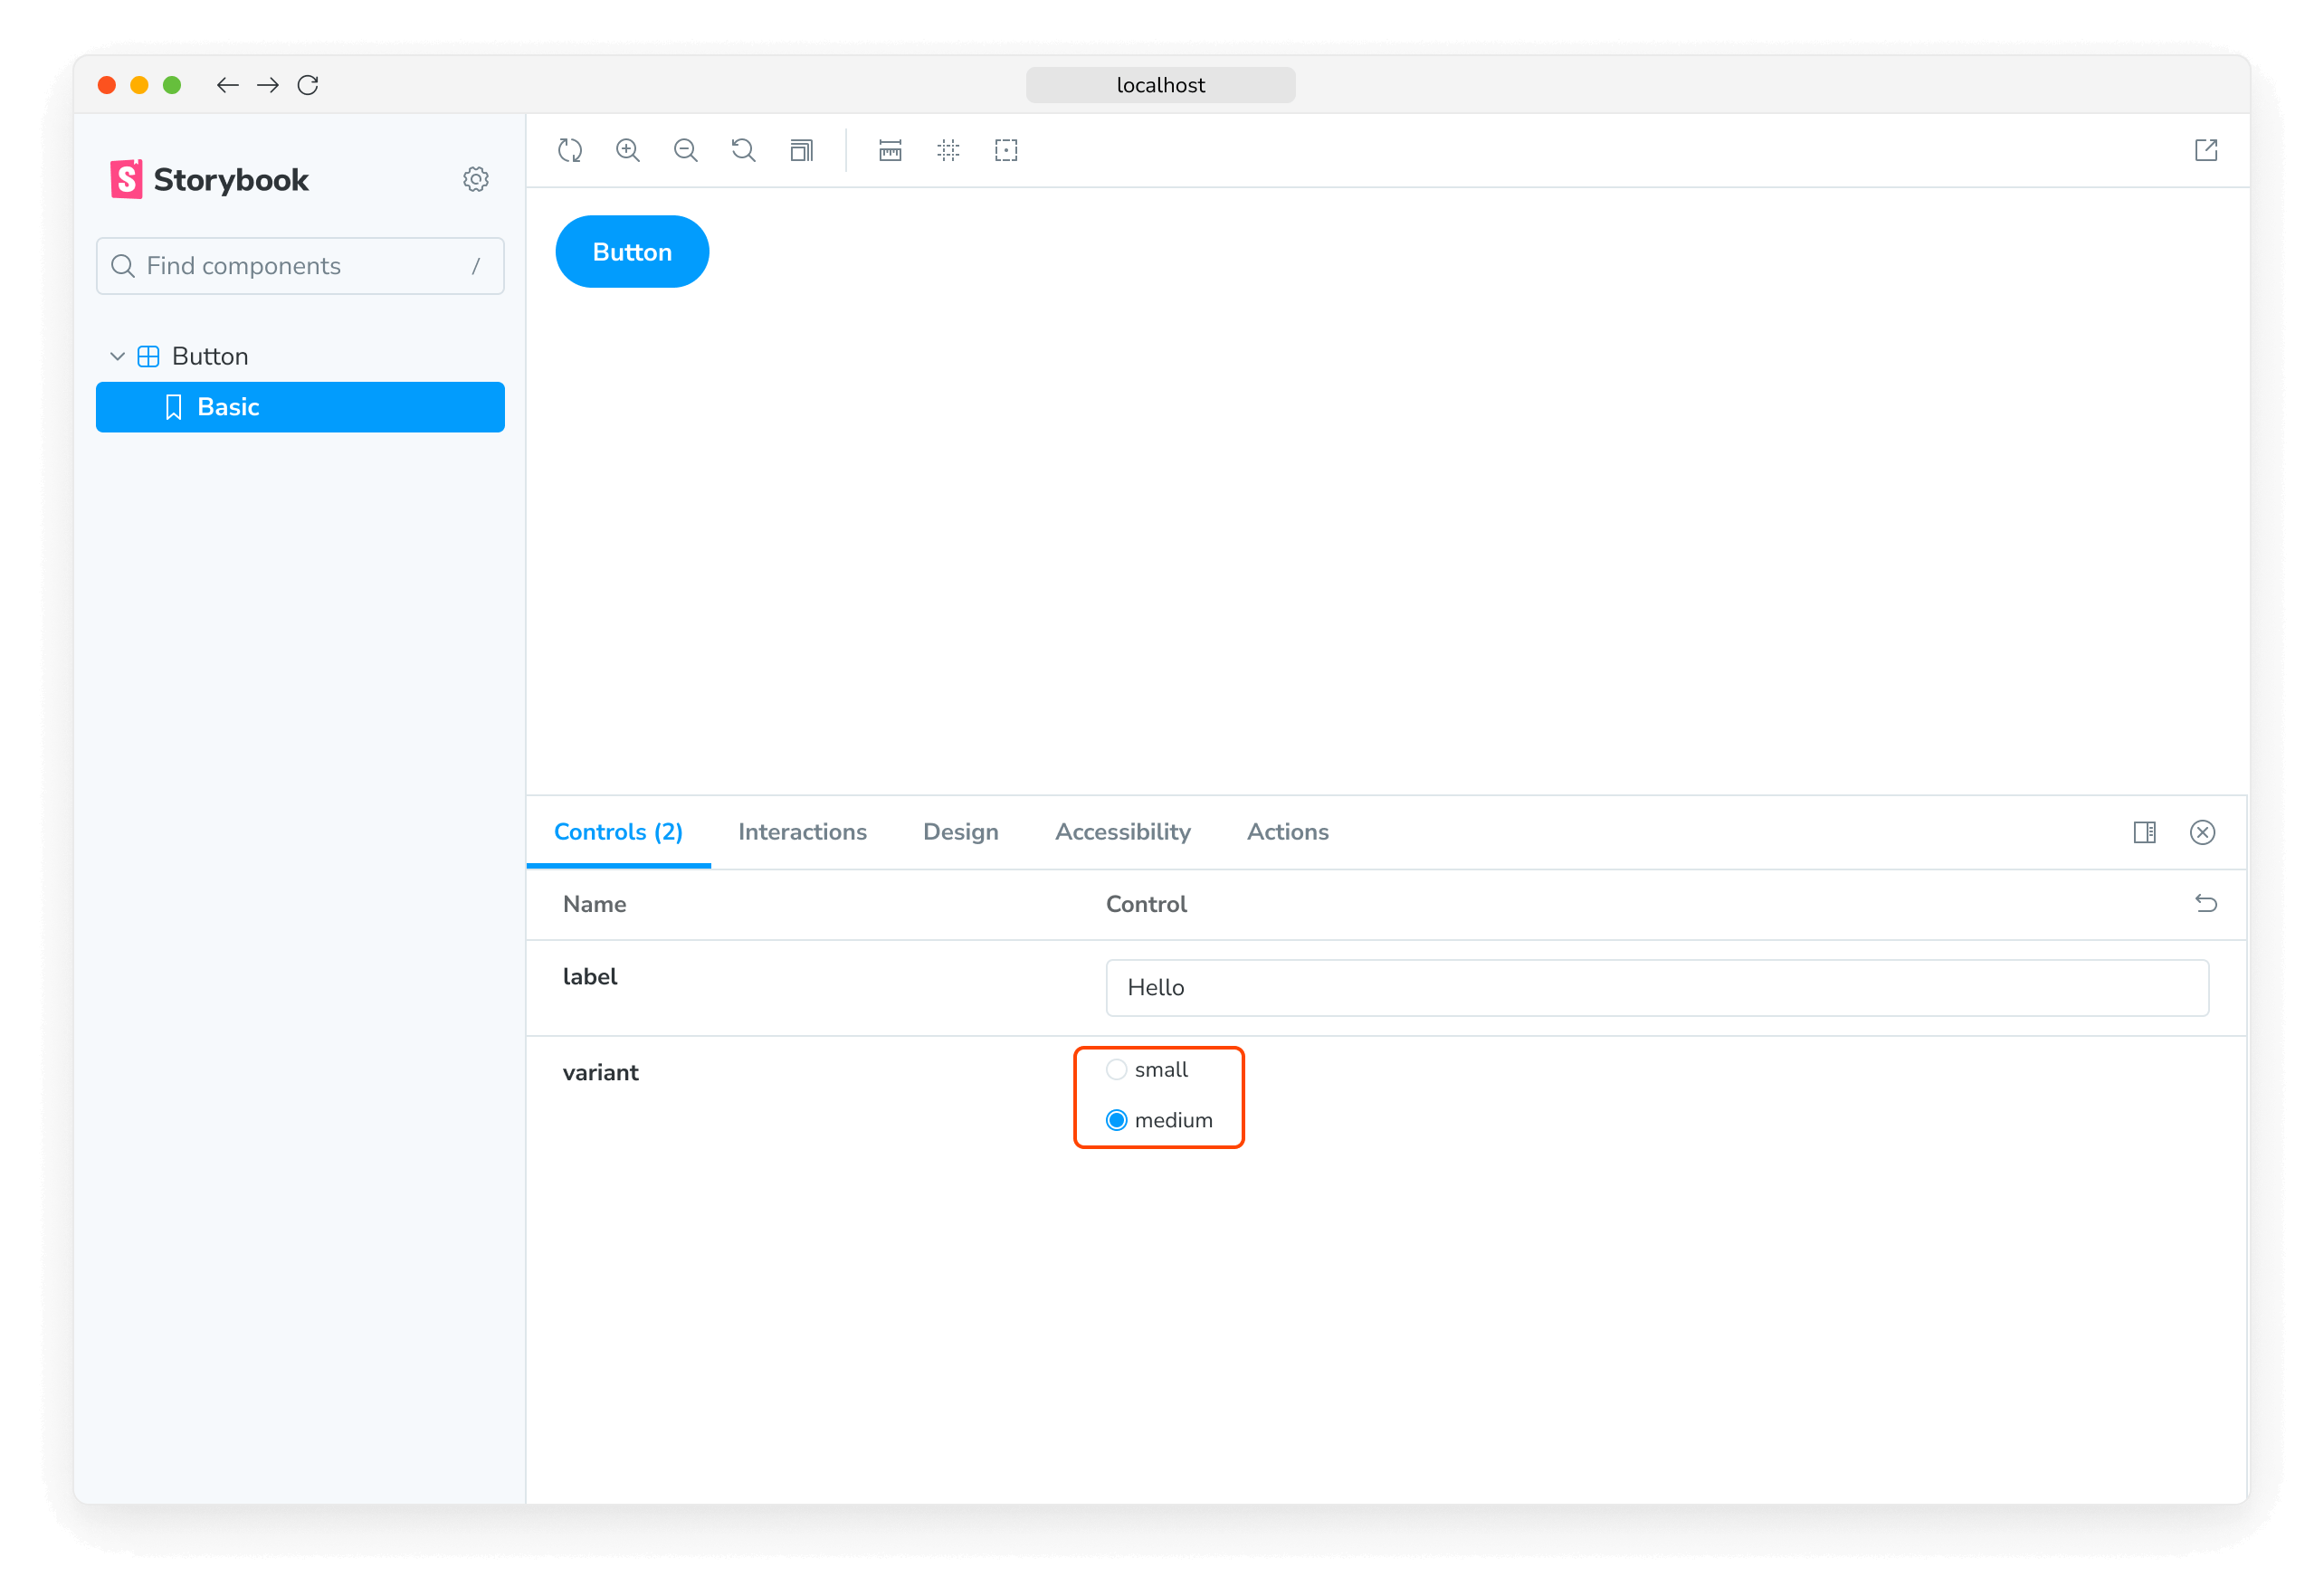 localhost
Storybook
Find components /
Button
Basic
Button
Controls (2) Interactions Design Accessibility Actions
Name Control
label Hello
variant small
medium